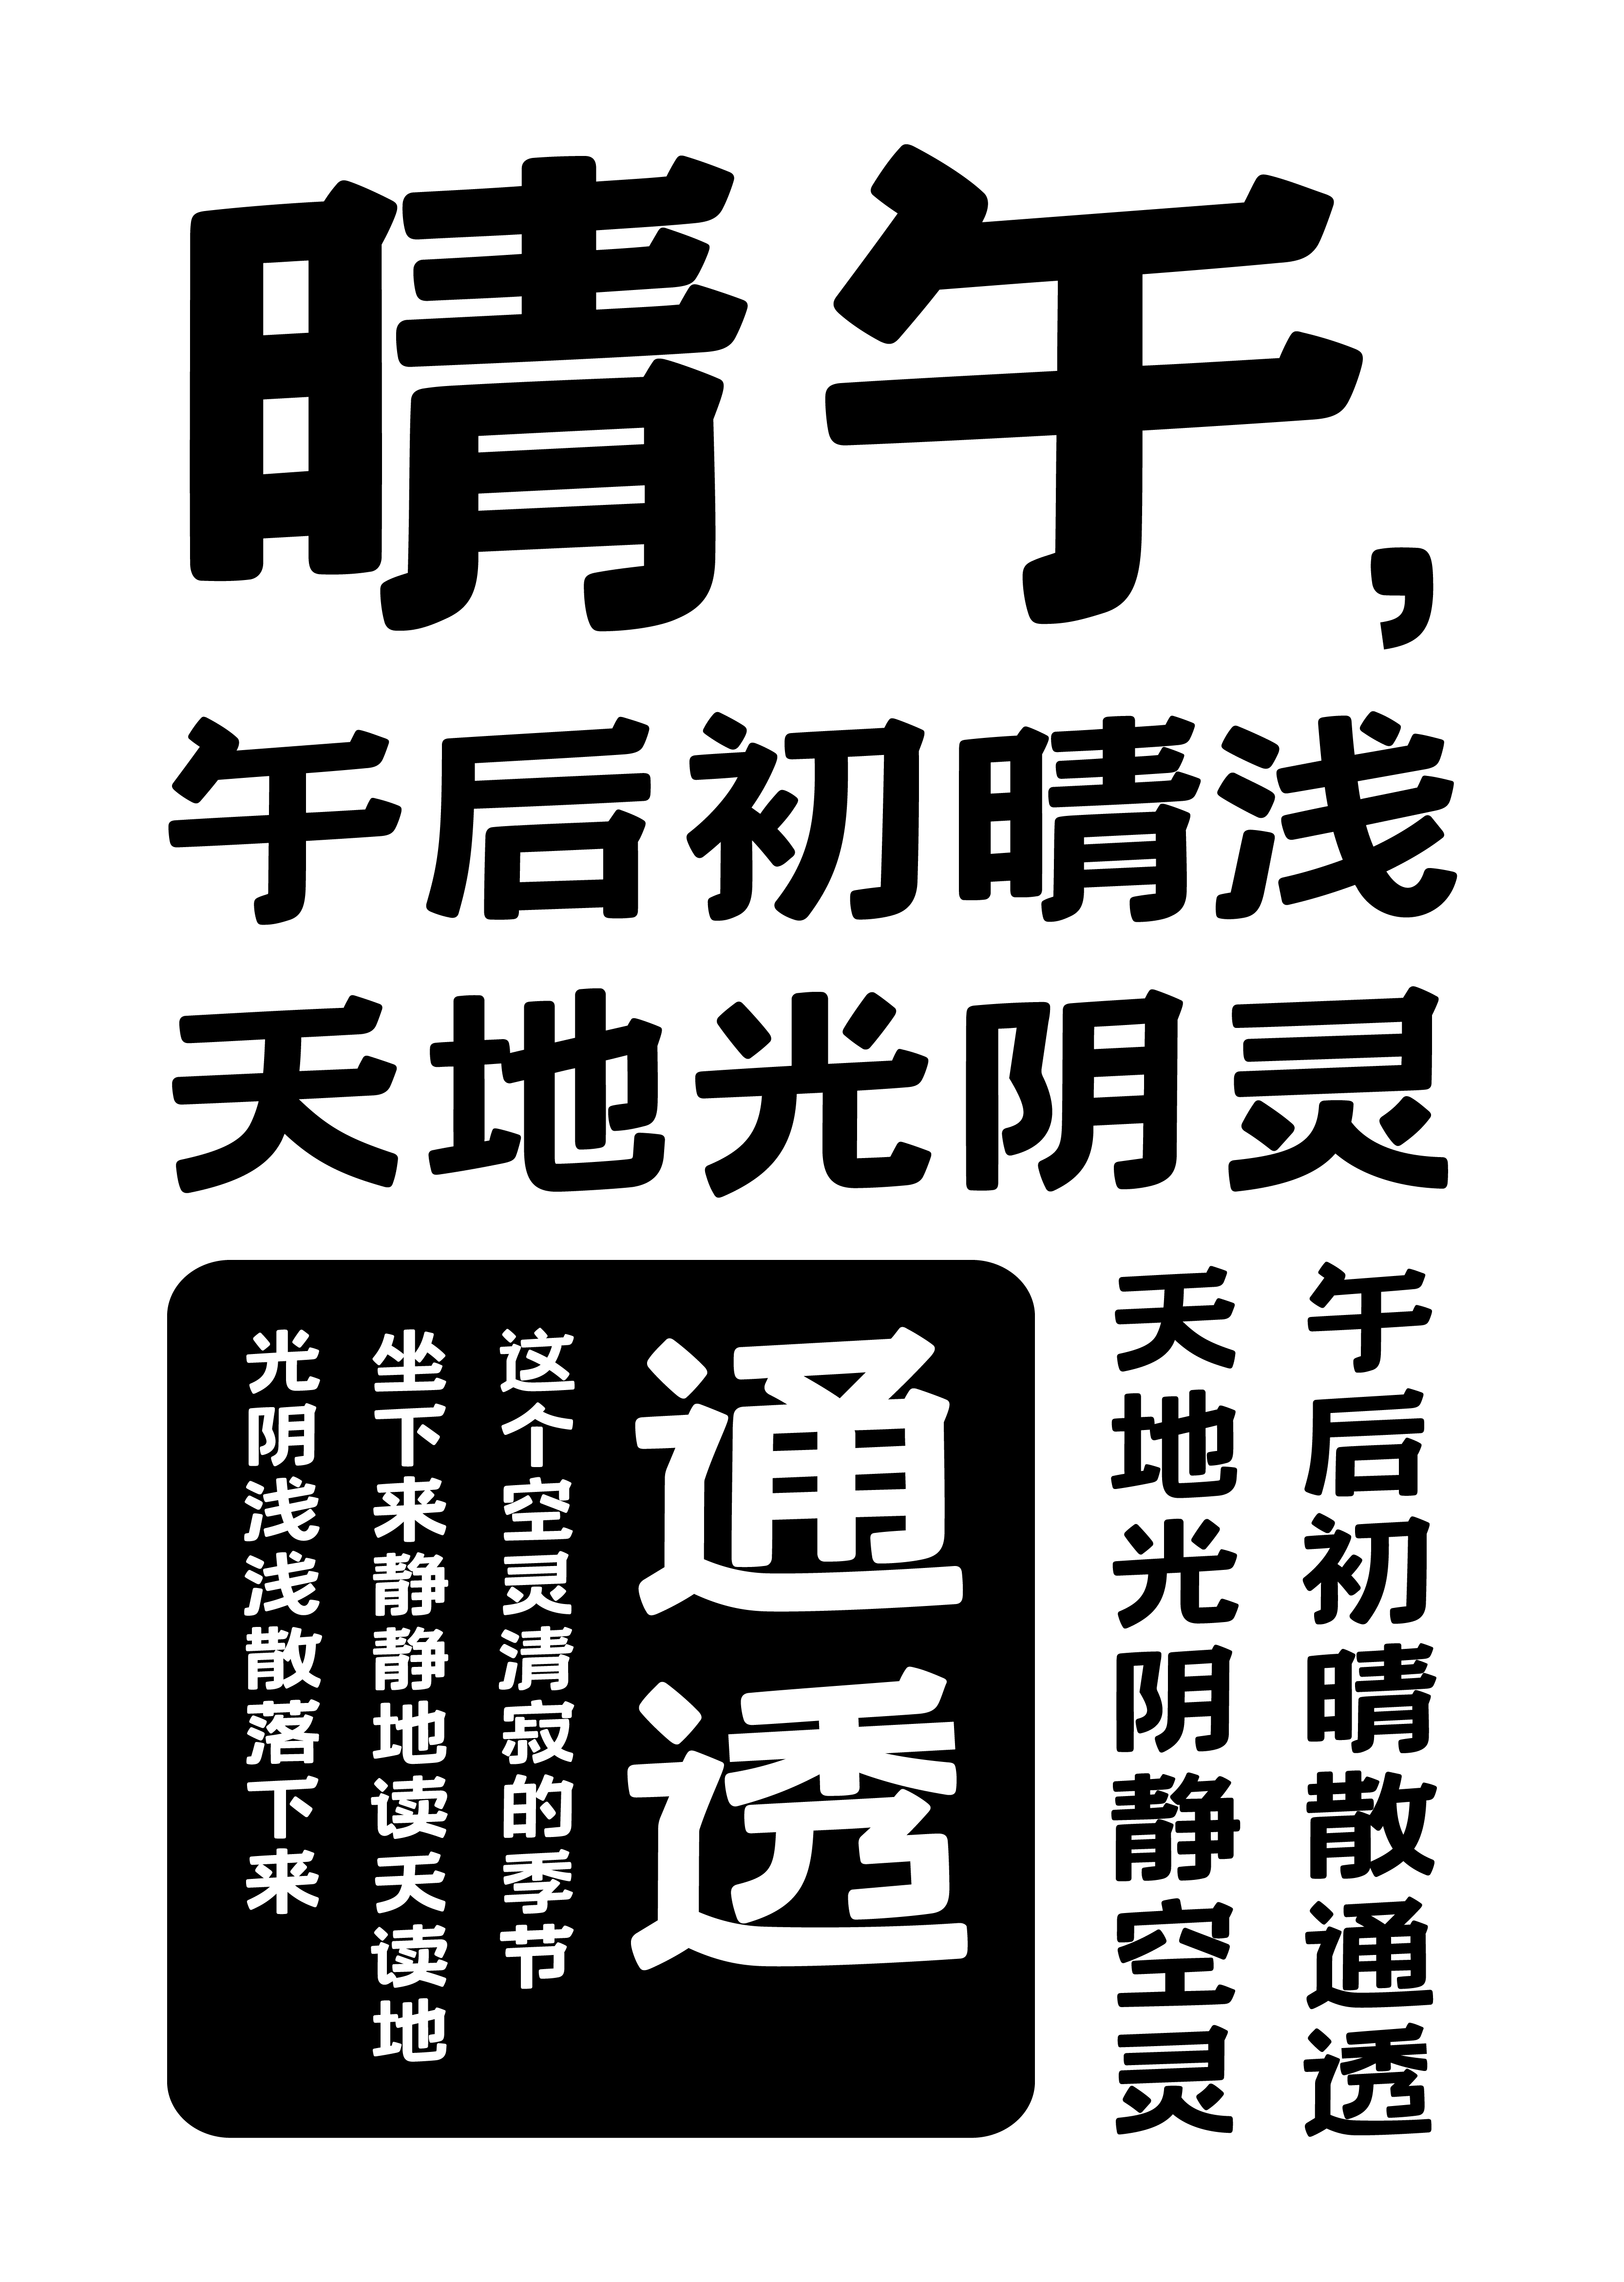 晴午，
午后初晴浅
天地光阴灵
午后初晴散通透
天地光阴静空灵
通透
这个空灵清寂的季节
坐下来静静地读天读地
光阴浅浅散落下来